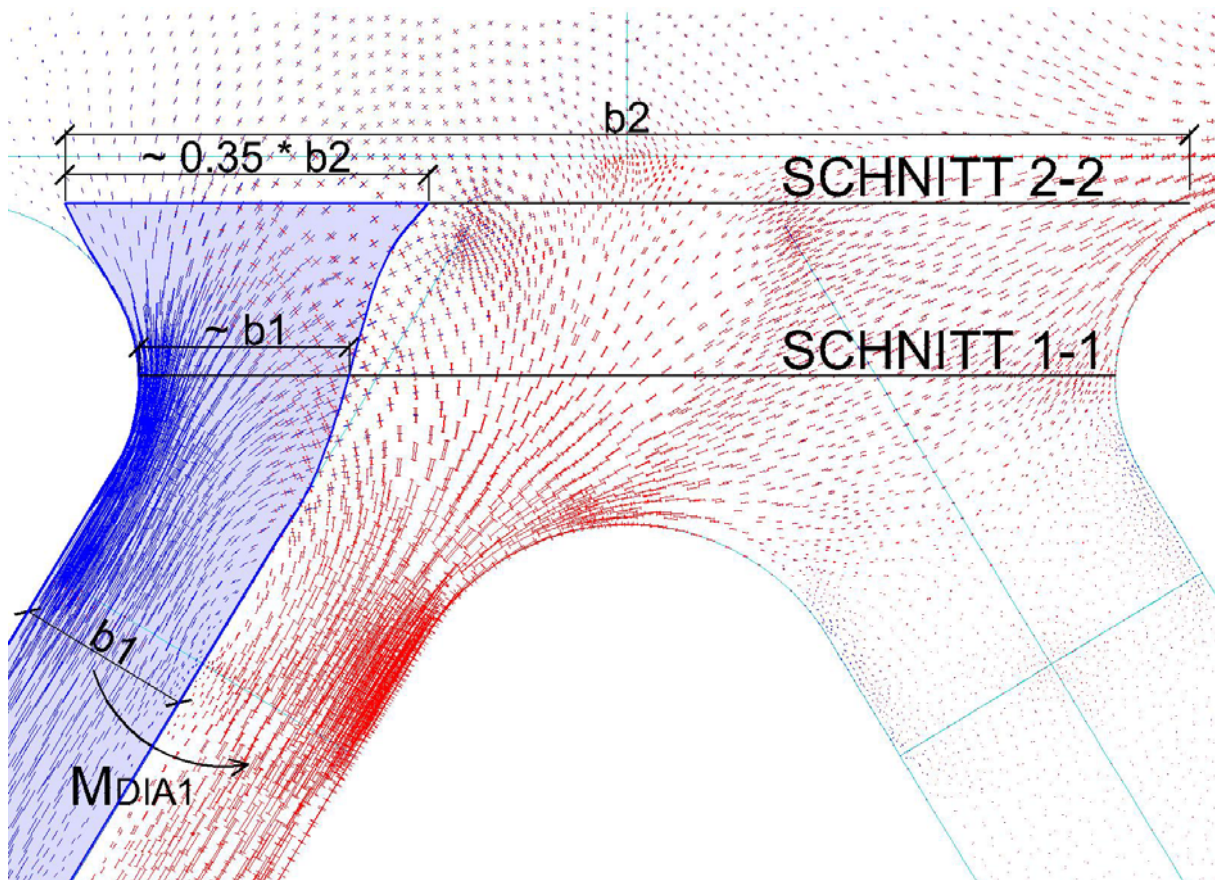 b2
~ 0.35 * b2
SCHNITT 2-2
~ b1
SCHNITT 1-1
b1
MDIA1